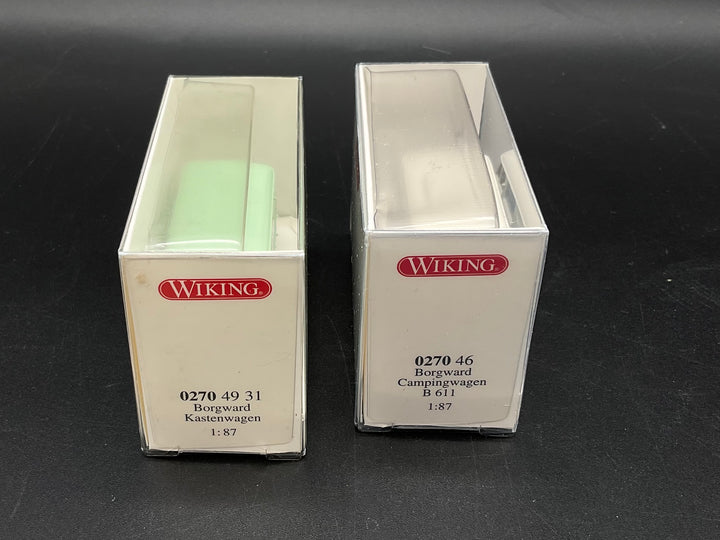 WIKING®
0270 49 31
Borgward
Kastenwagen
1:87
WIKING®
0270 46
Borgward
Campingwagen
B 611
1:87